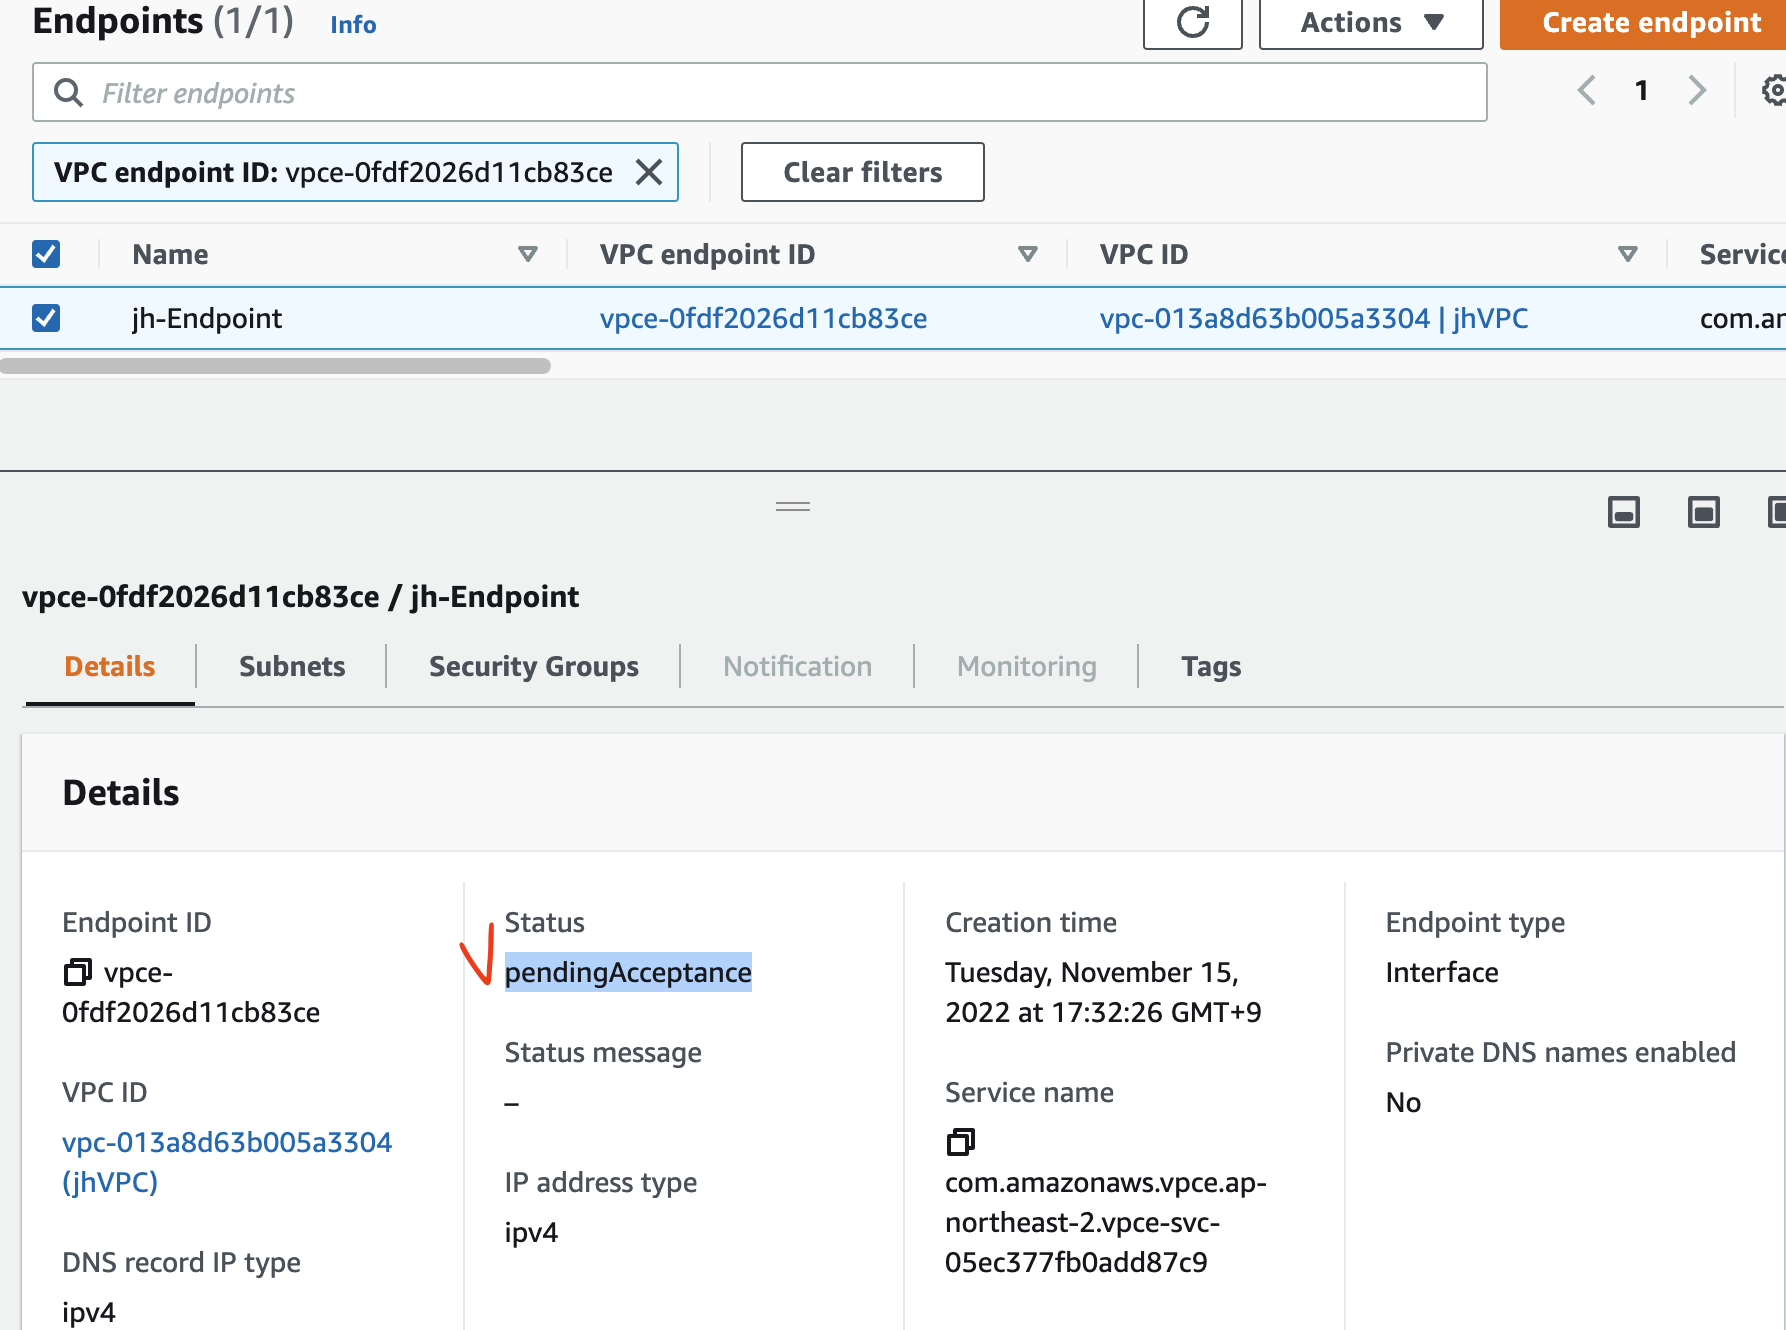 Endpoints (1/1) Info
Actions
Create endpoint
Filter endpoints
1
VPC endpoint ID: vpce-0fdf2026d11cb83ce
Clear filters
Name VPC endpoint ID VPC ID Service
jh-Endpoint vpce-0fdf2026d11cb83ce vpc-013a8d63b005a3304 | jhVPC com.an
vpce-0fdf2026d11cb83ce / jh-Endpoint
Details Subnets Security Groups Notification Monitoring Tags
Details
Endpoint ID
vpce-
0fdf2026d11cb83ce
VPC ID
vpc-013a8d63b005a3304
(jhVPC)
DNS record IP type
ipv4
Status
pendingAcceptance
Status message
–
IP address type
ipv4
Creation time
Tuesday, November 15,
2022 at 17:32:26 GMT+9
Service name
com.amazonaws.vpce.ap-
northeast-2.vpce-svc-
05ec377fb0add87c9
Endpoint type
Interface
Private DNS names enabled
No